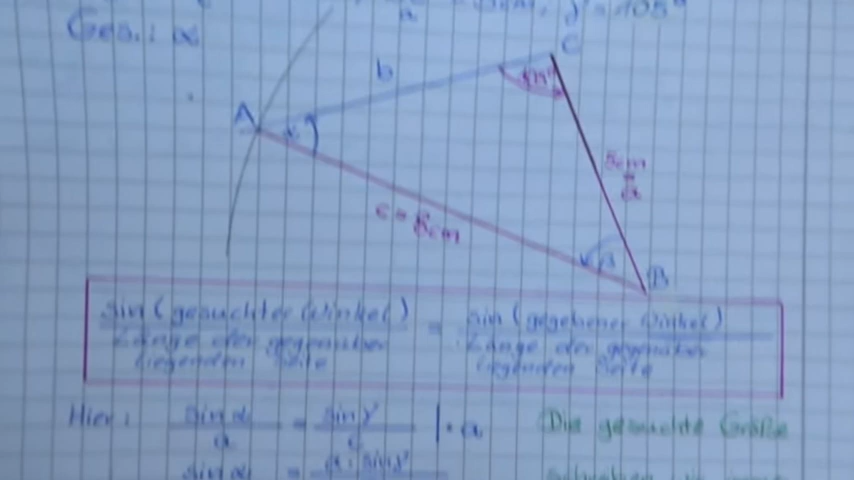 Ges.: α
C
b
A
α
5cm
a
c = 8cm
β
B
sin (gesuchter Winkel) = sin (gegebener Winkel)
Länge der gegenüber Länge der gegenüber
liegenden Seite liegenden Seite
Hier: sin α = sin γ | · a Die gesuchte Größe
a c
sin α = a · sin γ